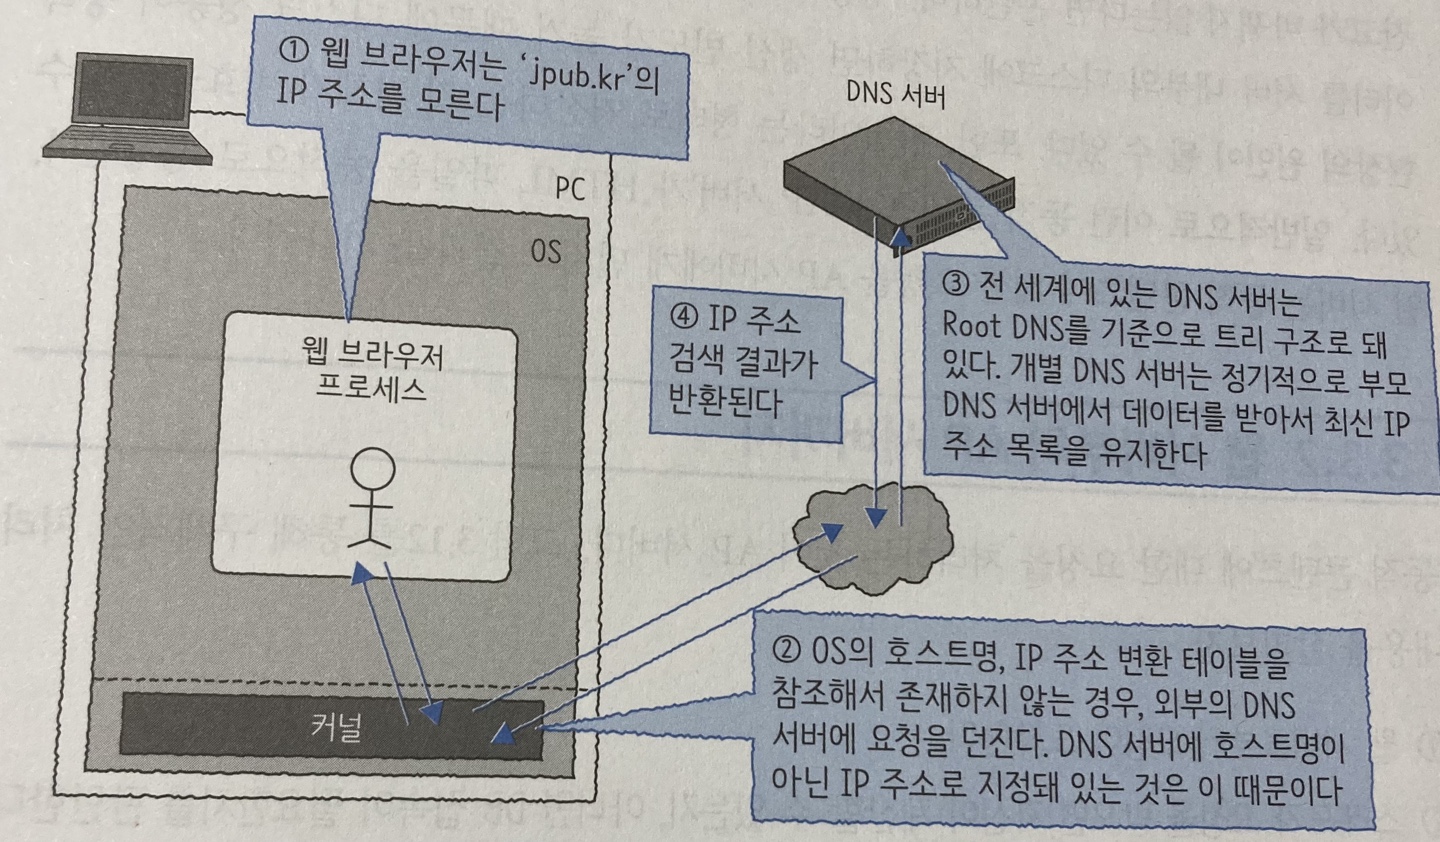 ① 웹 브라우저는 ‘jpub.kr’의
IP 주소를 모른다
DNS 서버
PC
OS
웹 브라우저
프로세스
④ IP 주소
검색 결과가
반환된다
③ 전 세계에 있는 DNS 서버는
Root DNS를 기준으로 트리 구조로 돼
있다. 개별 DNS 서버는 정기적으로 부모
DNS 서버에서 데이터를 받아서 최신 IP
주소 목록을 유지한다
② OS의 호스트명, IP 주소 변환 테이블을
참조해서 존재하지 않는 경우, 외부의 DNS
서버에 요청을 던진다. DNS 서버에 호스트명이
아닌 IP 주소로 지정돼 있는 것은 이 때문이다
커널